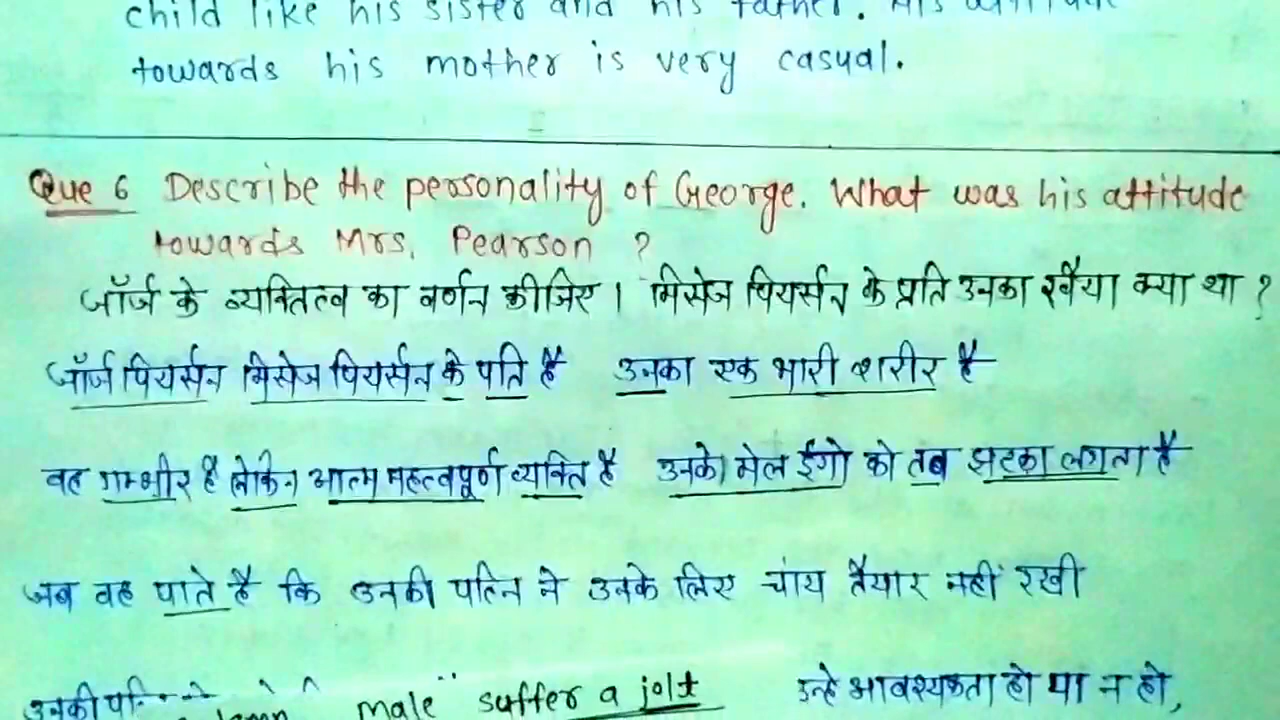 child like his sister and his father. His attitude
towards his mother is very casual.
Que 6 Describe the personality of George. What was his attitude
towards Mrs. Pearson ?
जॉर्ज के व्यक्तित्व का वर्णन कीजिए । मिसेज पियर्सन के प्रति उनका रवैया क्या था ?
जॉर्ज पियर्सन मिसेज पियर्सन के पति है उनका एक भारी शरीर है
वह गम्भीर है लेकिन आत्म महत्वपूर्ण व्यक्ति है उनके मेल ईगो को तब झटका लगता है
जब वह पाते है कि उनकी पत्नि ने उनके लिए चाय तैयार नहीं रखी
उनकी male" suffer a jolt उन्हे आवश्यकता हो या न हो,